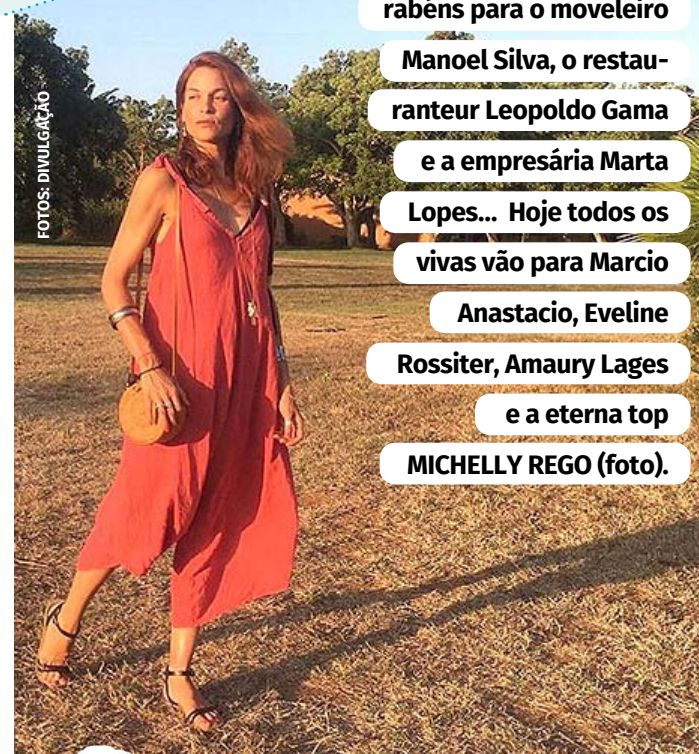 rabéns para o moveleiro
Manoel Silva, o restau-
ranteur Leopoldo Gama
e a empresária Marta
Lopes... Hoje todos os
vivas vão para Marcio
Anastacio, Eveline
Rossiter, Amaury Lages
e a eterna top
MICHELLY REGO (foto).
FOTOS: DIVULGAÇÃO